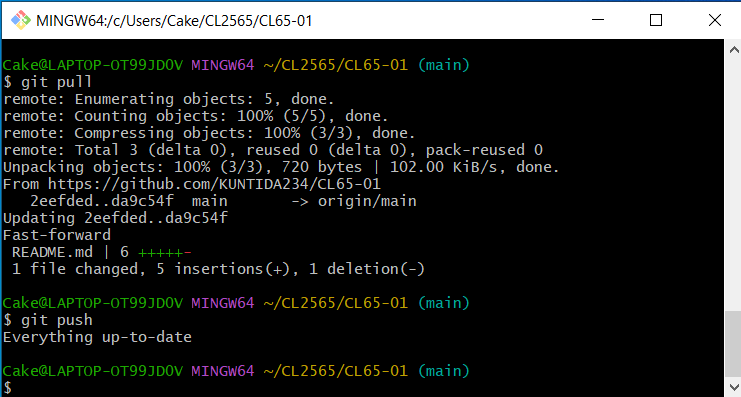 MINGW64:/c/Users/Cake/CL2565/CL65-01
Cake@LAPTOP-OT99JDOV MINGW64 ~/CL2565/CL65-01 (main)
$ git pull
remote: Enumerating objects: 5, done.
remote: Counting objects: 100% (5/5), done.
remote: Compressing objects: 100% (3/3), done.
remote: Total 3 (delta 0), reused 0 (delta 0), pack-reused 0
Unpacking objects: 100% (3/3), 720 bytes | 102.00 KiB/s, done.
From https://github.com/KUNTIDA234/CL65-01
   2eefded..da9c54f  main       -> origin/main
Updating 2eefded..da9c54f
Fast-forward
 README.md | 6 +++++-
 1 file changed, 5 insertions(+), 1 deletion(-)
Cake@LAPTOP-OT99JDOV MINGW64 ~/CL2565/CL65-01 (main)
$ git push
Everything up-to-date
Cake@LAPTOP-OT99JDOV MINGW64 ~/CL2565/CL65-01 (main)
$